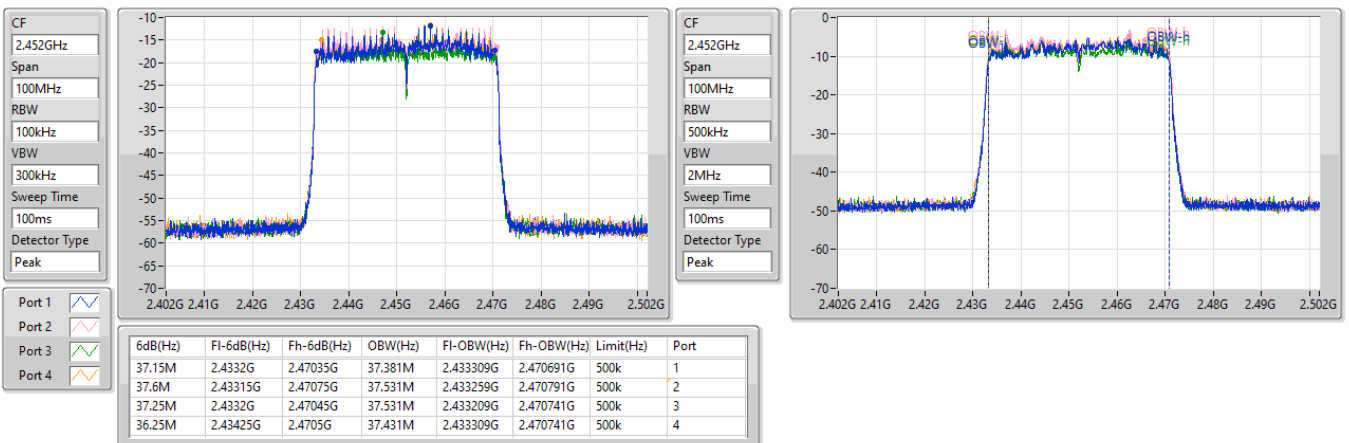 CF
2.452GHz
Span
100MHz
RBW
100kHz
VBW
300kHz
Sweep Time
100ms
Detector Type
Peak
-10
-15
-20
-25
-30
-35
-40
-45
-50
-55
-60
-65
-70
2.402G 2.41G 2.42G 2.43G 2.44G 2.45G 2.46G 2.47G 2.48G 2.49G 2.502G
CF
2.452GHz
Span
100MHz
RBW
500kHz
VBW
2MHz
Sweep Time
100ms
Detector Type
Peak
0
-10
-20
-30
-40
-50
-60
-70
OBW-l OBW-h
2.402G 2.41G 2.42G 2.43G 2.44G 2.45G 2.46G 2.47G 2.48G 2.49G 2.502G
Port 1
Port 2
Port 3
Port 4
6dB(Hz) Fl-6dB(Hz) Fh-6dB(Hz) OBW(Hz) Fl-OBW(Hz) Fh-OBW(Hz) Limit(Hz) Port
37.15M 2.4332G 2.47035G 37.381M 2.433309G 2.470691G 500k 1
37.6M 2.43315G 2.47075G 37.531M 2.433259G 2.470791G 500k 2
37.25M 2.4332G 2.47045G 37.531M 2.433209G 2.470741G 500k 3
36.25M 2.43425G 2.4705G 37.431M 2.433309G 2.470741G 500k 4